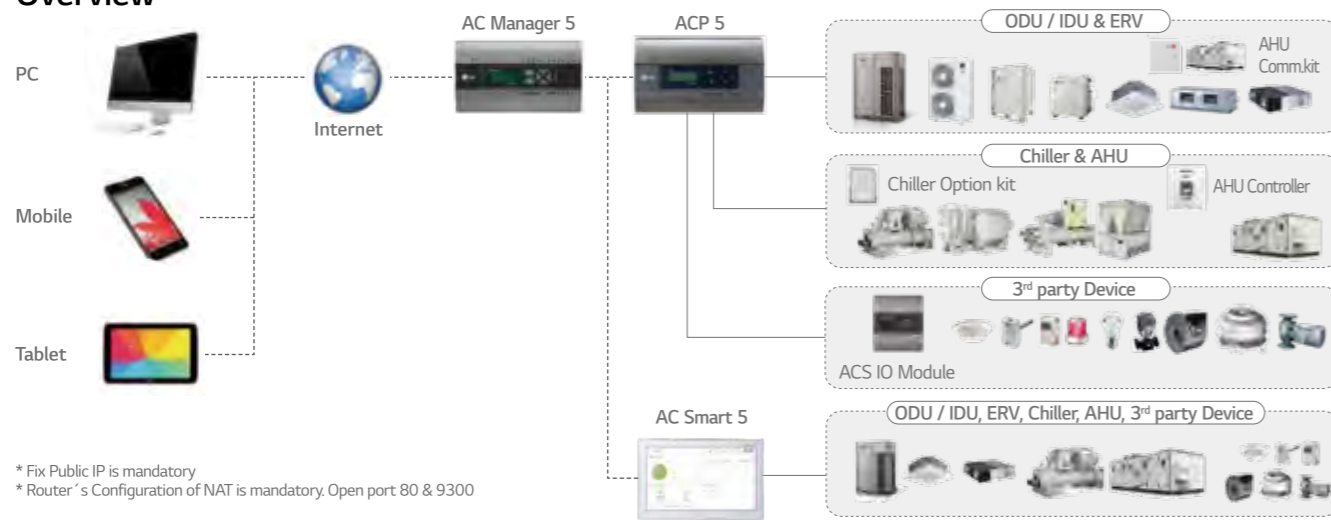 Overview
AC Manager 5
ACP 5
ODU / IDU & ERV
AHU
Comm.kit
PC
Internet
Chiller & AHU
Chiller Option kit
AHU Controller
Mobile
3rd party Device
ACS IO Module
Tablet
AC Smart 5
ODU / IDU, ERV, Chiller, AHU, 3rd party Device
* Fix Public IP is mandatory
* Router´s Configuration of NAT is mandatory. Open port 80 & 9300